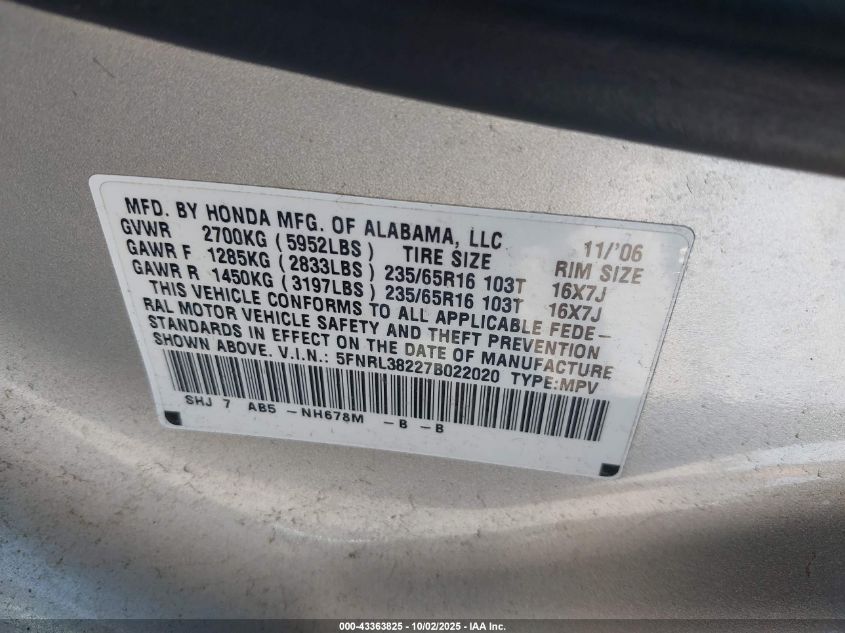 MFD. BY HONDA MFG. OF ALABAMA, LLC 11/'06
GVWR 2700KG (5952LBS) TIRE SIZE RIM SIZE
GAWR F 1285KG (2833LBS) 235/65R16 103T 16X7J
GAWR R 1450KG (3197LBS) 235/65R16 103T 16X7J
THIS VEHICLE CONFORMS TO ALL APPLICABLE FEDE-
RAL MOTOR VEHICLE SAFETY AND THEFT PREVENTION
STANDARDS IN EFFECT ON THE DATE OF MANUFACTURE
SHOWN ABOVE. V.I.N.: 5FNRL38227B022020 TYPE:MPV
SHJ 7 AB5 -NH678M -B -B
000-43363825 - 10/02/2025 - IAA Inc.